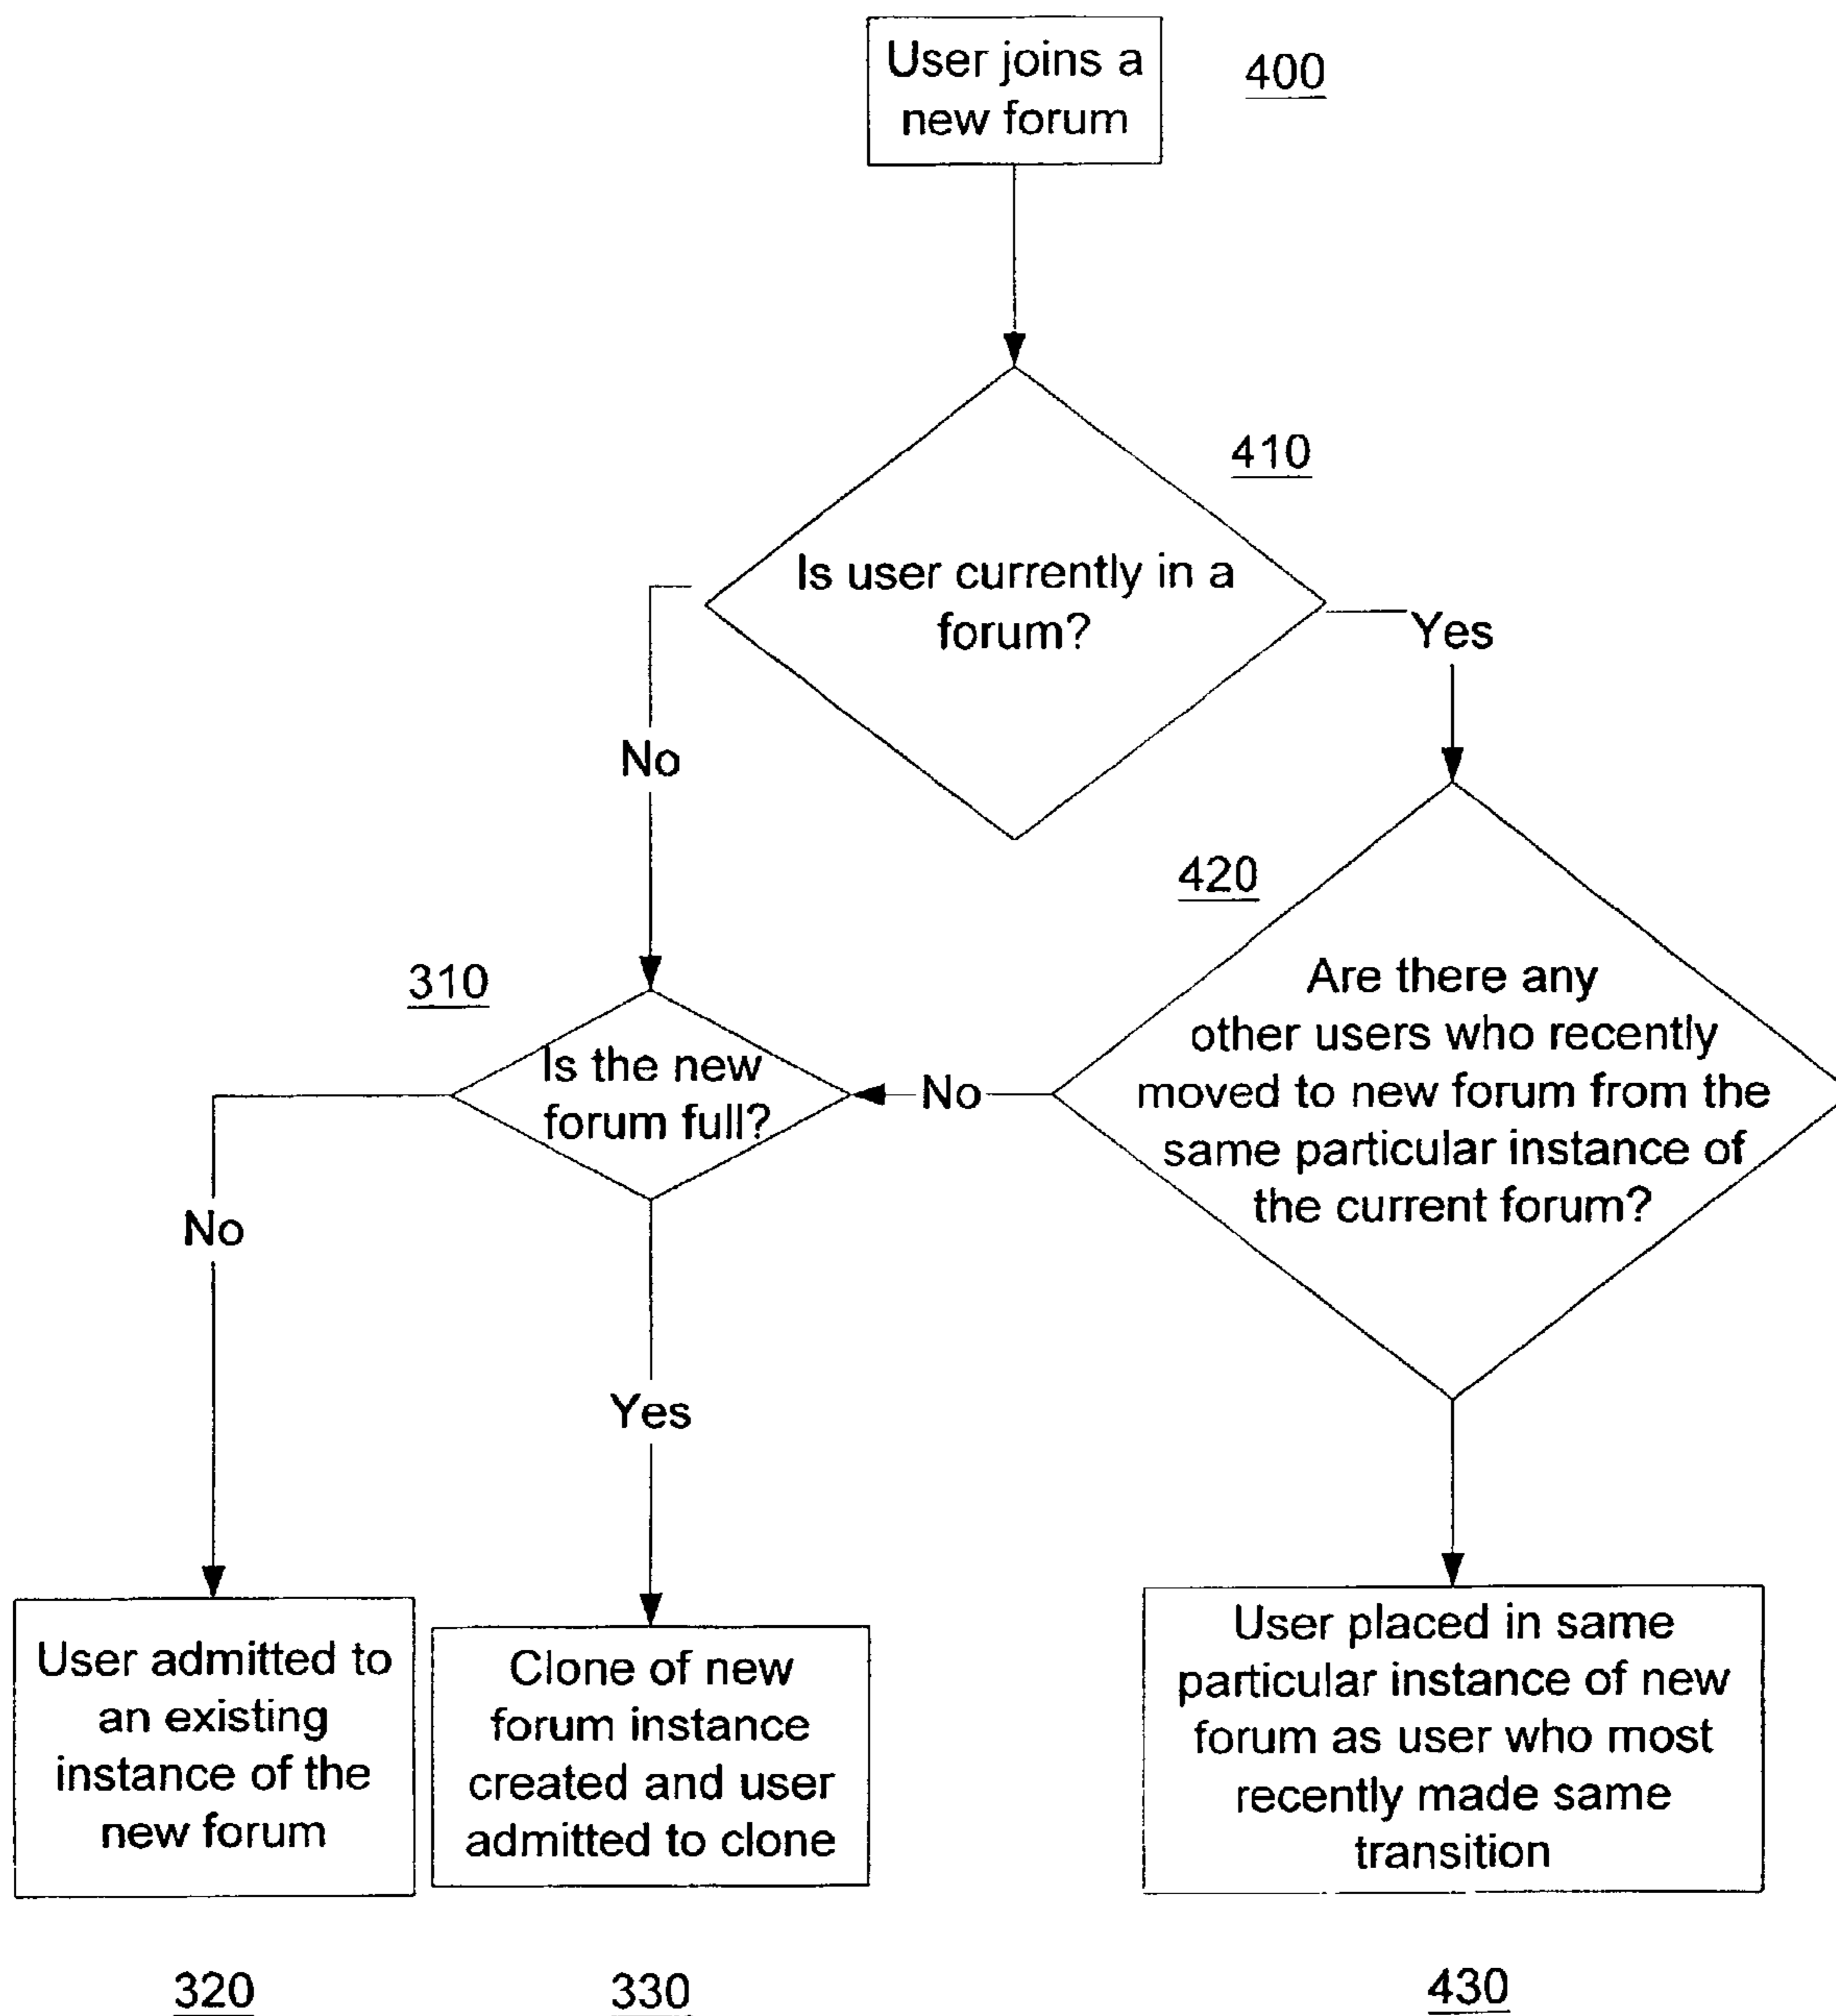 User joins a
new forum
400
410
Is user currently in a
forum?
Yes
No
420
Are there any
other users who recently
moved to new forum from the
same particular instance of
the current forum?
310
Is the new
forum full?
No
No
Yes
User admitted to
an existing
instance of the
new forum
Clone of new
forum instance
created and user
admitted to clone
User placed in same
particular instance of new
forum as user who most
recently made same
transition
320
330
430